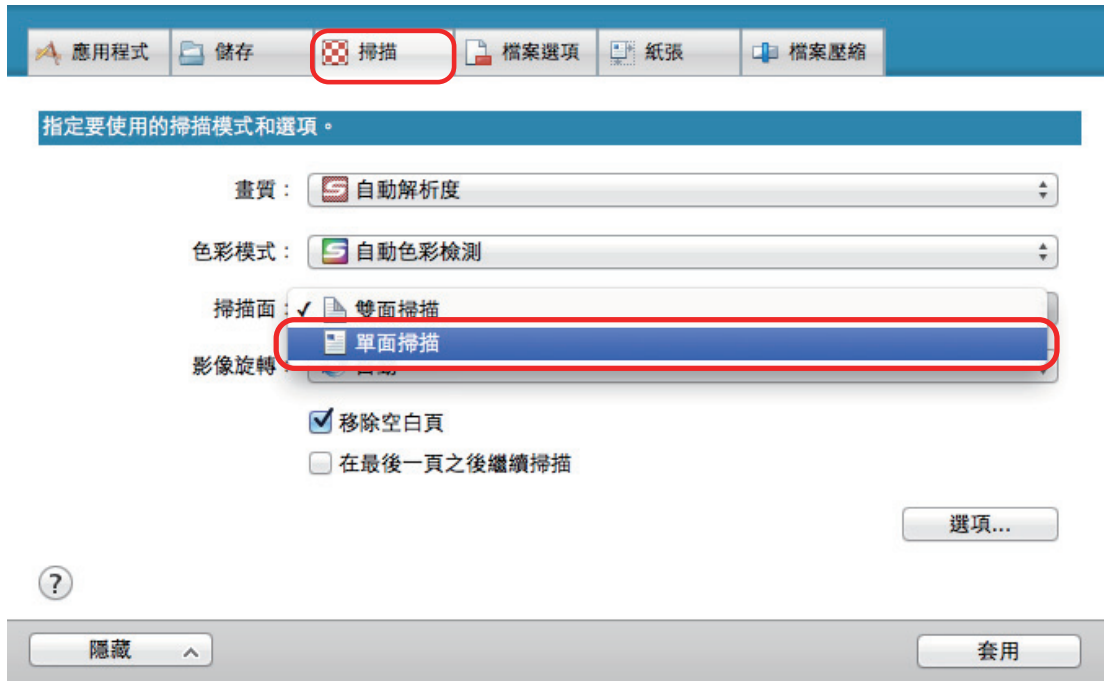 應用程式 儲存 掃描 檔案選項 紙張 檔案壓縮
指定要使用的掃描模式和選項。
畫質： 自動解析度
色彩模式： 自動色彩檢測
掃描面： ✓ 雙面掃描
單面掃描
影像旋轉： 自動
移除空白頁
在最後一頁之後繼續掃描
選項...
?
隱藏 套用